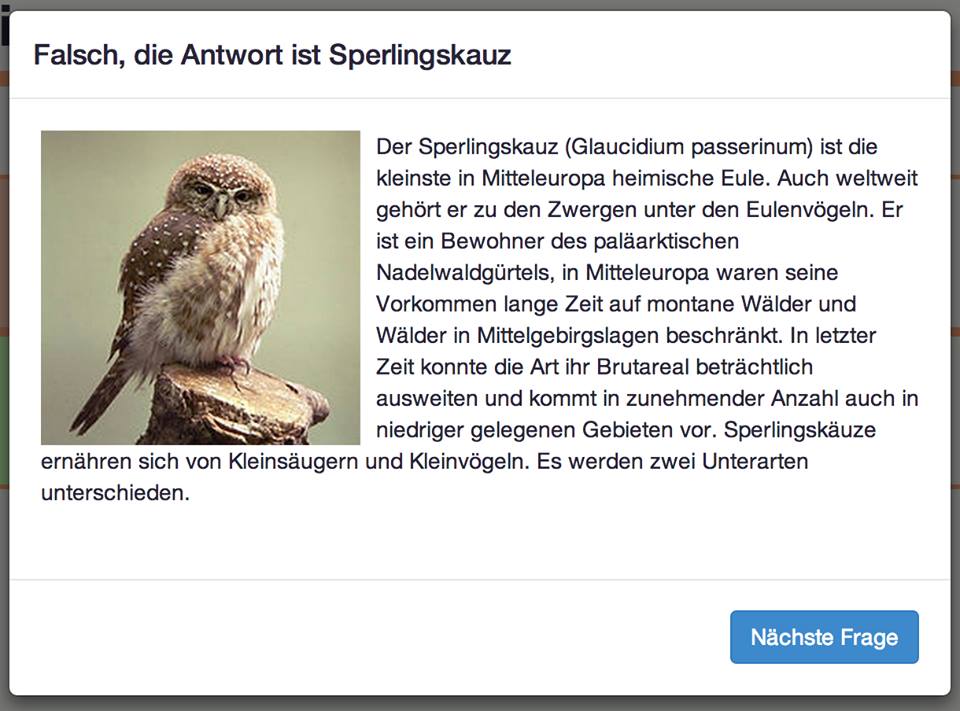 Falsch, die Antwort ist Sperlingskauz
Der Sperlingskauz (Glaucidium passerinum) ist die
kleinste in Mitteleuropa heimische Eule. Auch weltweit
gehört er zu den Zwergen unter den Eulenvögeln. Er
ist ein Bewohner des paläarktischen
Nadelwaldgürtels, in Mitteleuropa waren seine
Vorkommen lange Zeit auf montane Wälder und
Wälder in Mittelgebirgslagen beschränkt. In letzter
Zeit konnte die Art ihr Brutareal beträchtlich
ausweiten und kommt in zunehmender Anzahl auch in
niedriger gelegenen Gebieten vor. Sperlingskäuze
ernähren sich von Kleinsäugern und Kleinvögeln. Es werden zwei Unterarten
unterschieden.
Nächste Frage